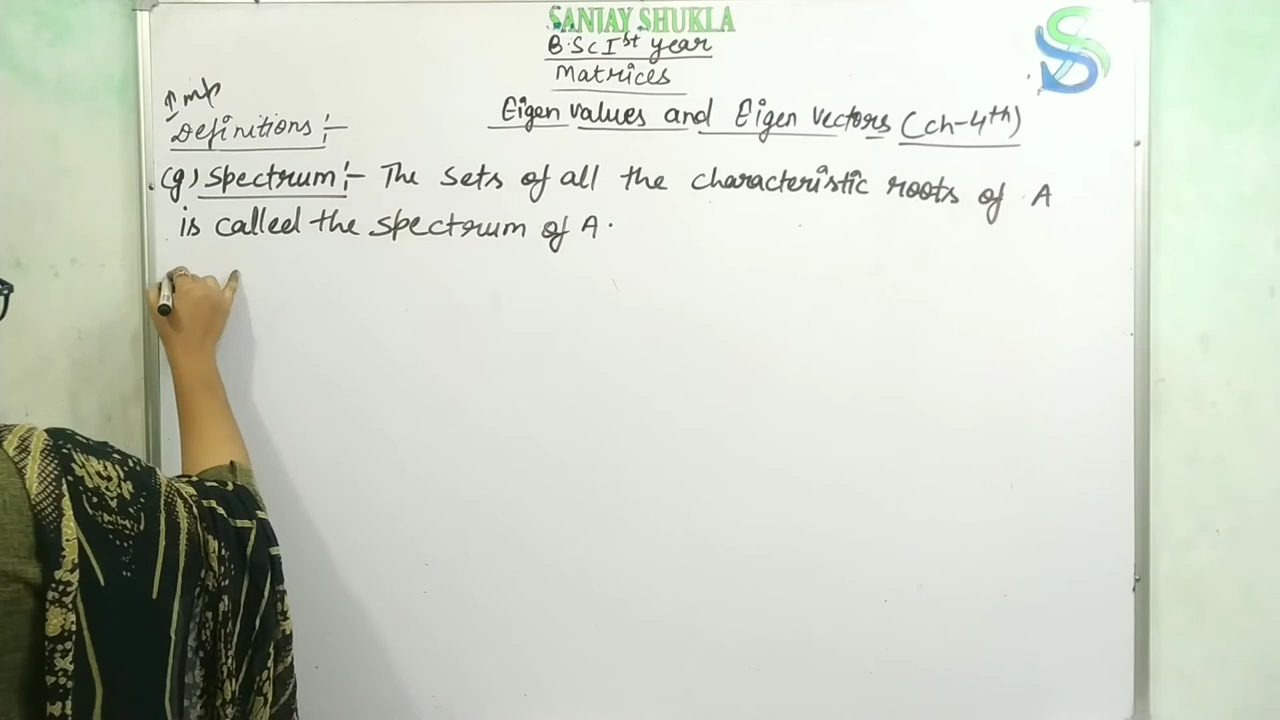 SANJAY SHUKLA
B.Sc Ist year
Matrices
Eigen values and Eigen vectors (ch-4th)
Imp
Definitions :-
(g) Spectrum :- The sets of all the characteristic roots of A
is called the spectrum of A.